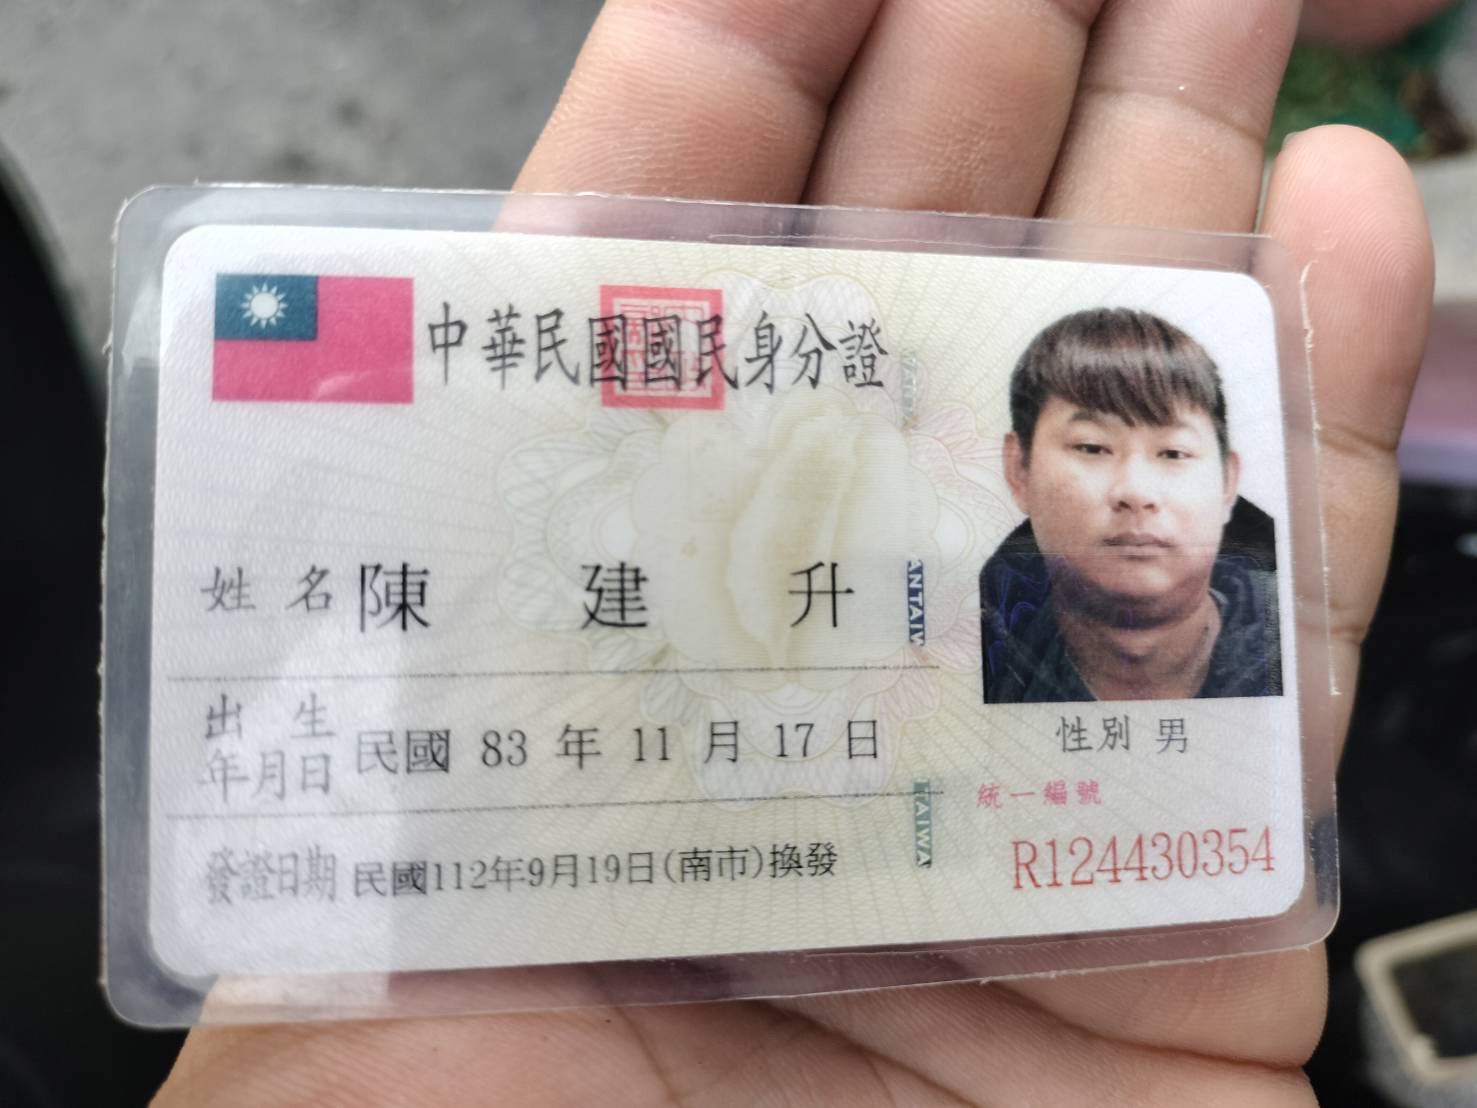 中華民國國民身分證
姓名 陳建升
出生年月日 民國 83 年 11 月 17 日
性別 男
統一編號
R124430354
發證日期 民國112年9月19日(南市)換發
ANTAIW
TAIWA